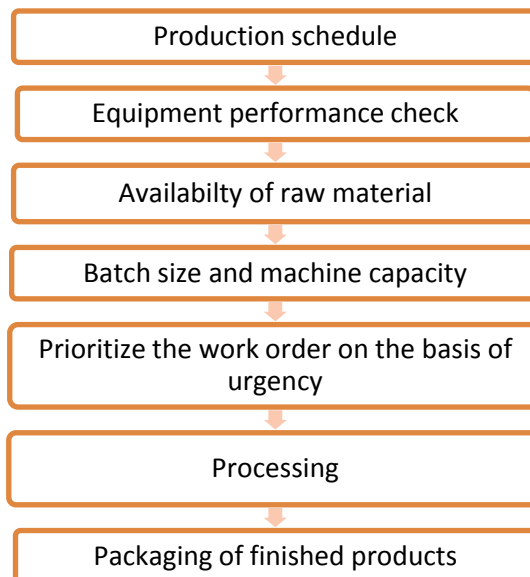 Production schedule
Equipment performance check
Availabilty of raw material
Batch size and machine capacity
Prioritize the work order on the basis of
urgency
Processing
Packaging of finished products